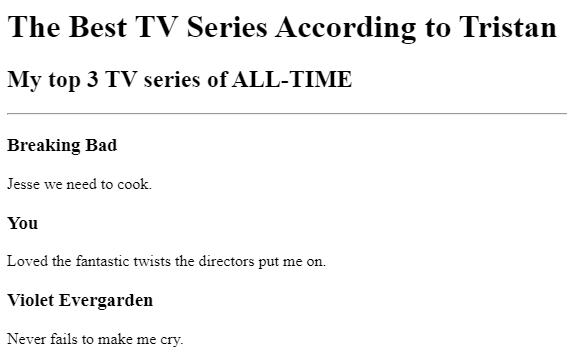 The Best TV Series According to Tristan
My top 3 TV series of ALL-TIME
Breaking Bad
Jesse we need to cook.
You
Loved the fantastic twists the directors put me on.
Violet Evergarden
Never fails to make me cry.